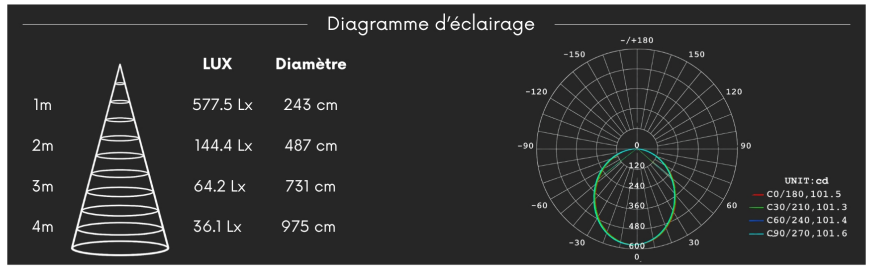 Diagramme d'éclairage
LUX Diamètre
1m 577.5 Lx 243 cm
2m 144.4 Lx 487 cm
3m 64.2 Lx 731 cm
4m 36.1 Lx 975 cm
-/+180
-150 150
-120 120
-90 0 90
120
240
-60 360 60
480
-30 600 30
0
UNIT:cd
C0/180,101.5
C30/210,101.3
C60/240,101.4
C90/270,101.6